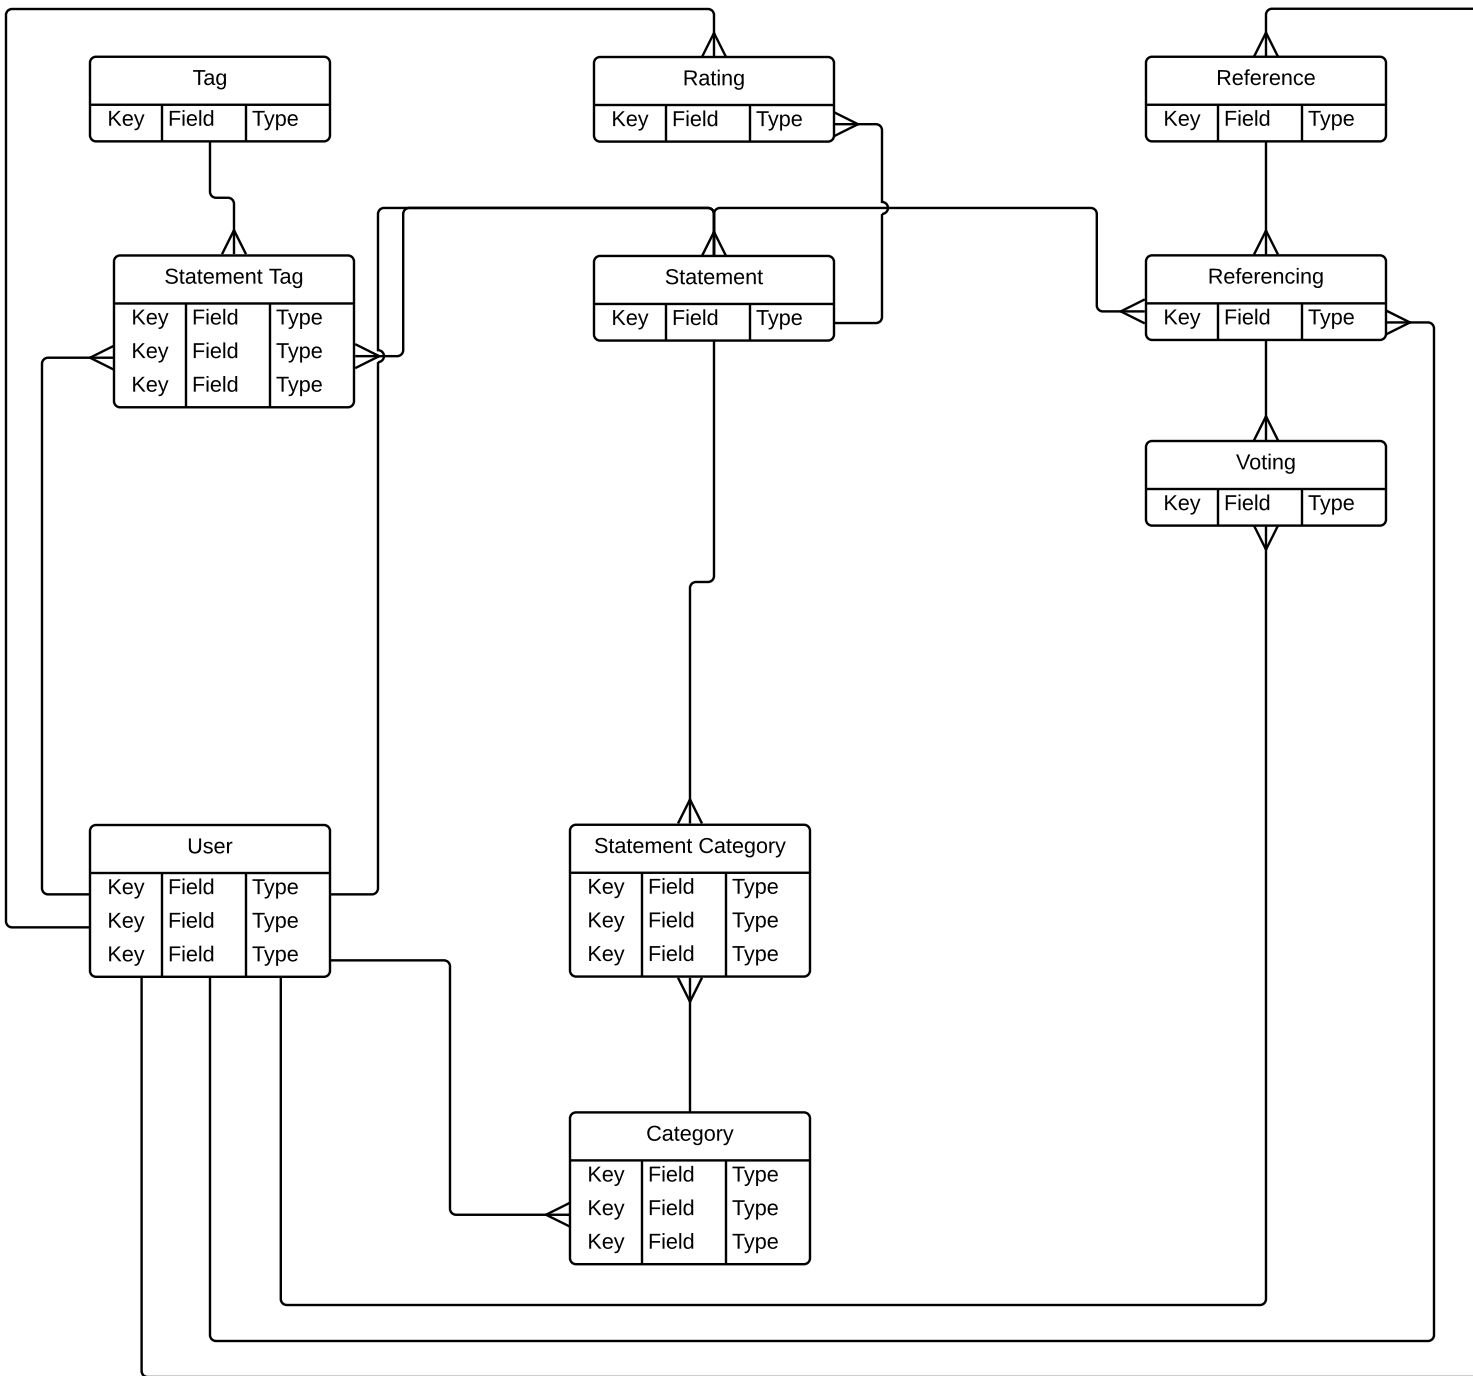 Tag
Key Field Type
Rating
Key Field Type
Reference
Key Field Type
Statement Tag
Key Field Type
Key Field Type
Key Field Type
Statement
Key Field Type
Referencing
Key Field Type
Voting
Key Field Type
User
Key Field Type
Key Field Type
Key Field Type
Statement Category
Key Field Type
Key Field Type
Key Field Type
Category
Key Field Type
Key Field Type
Key Field Type